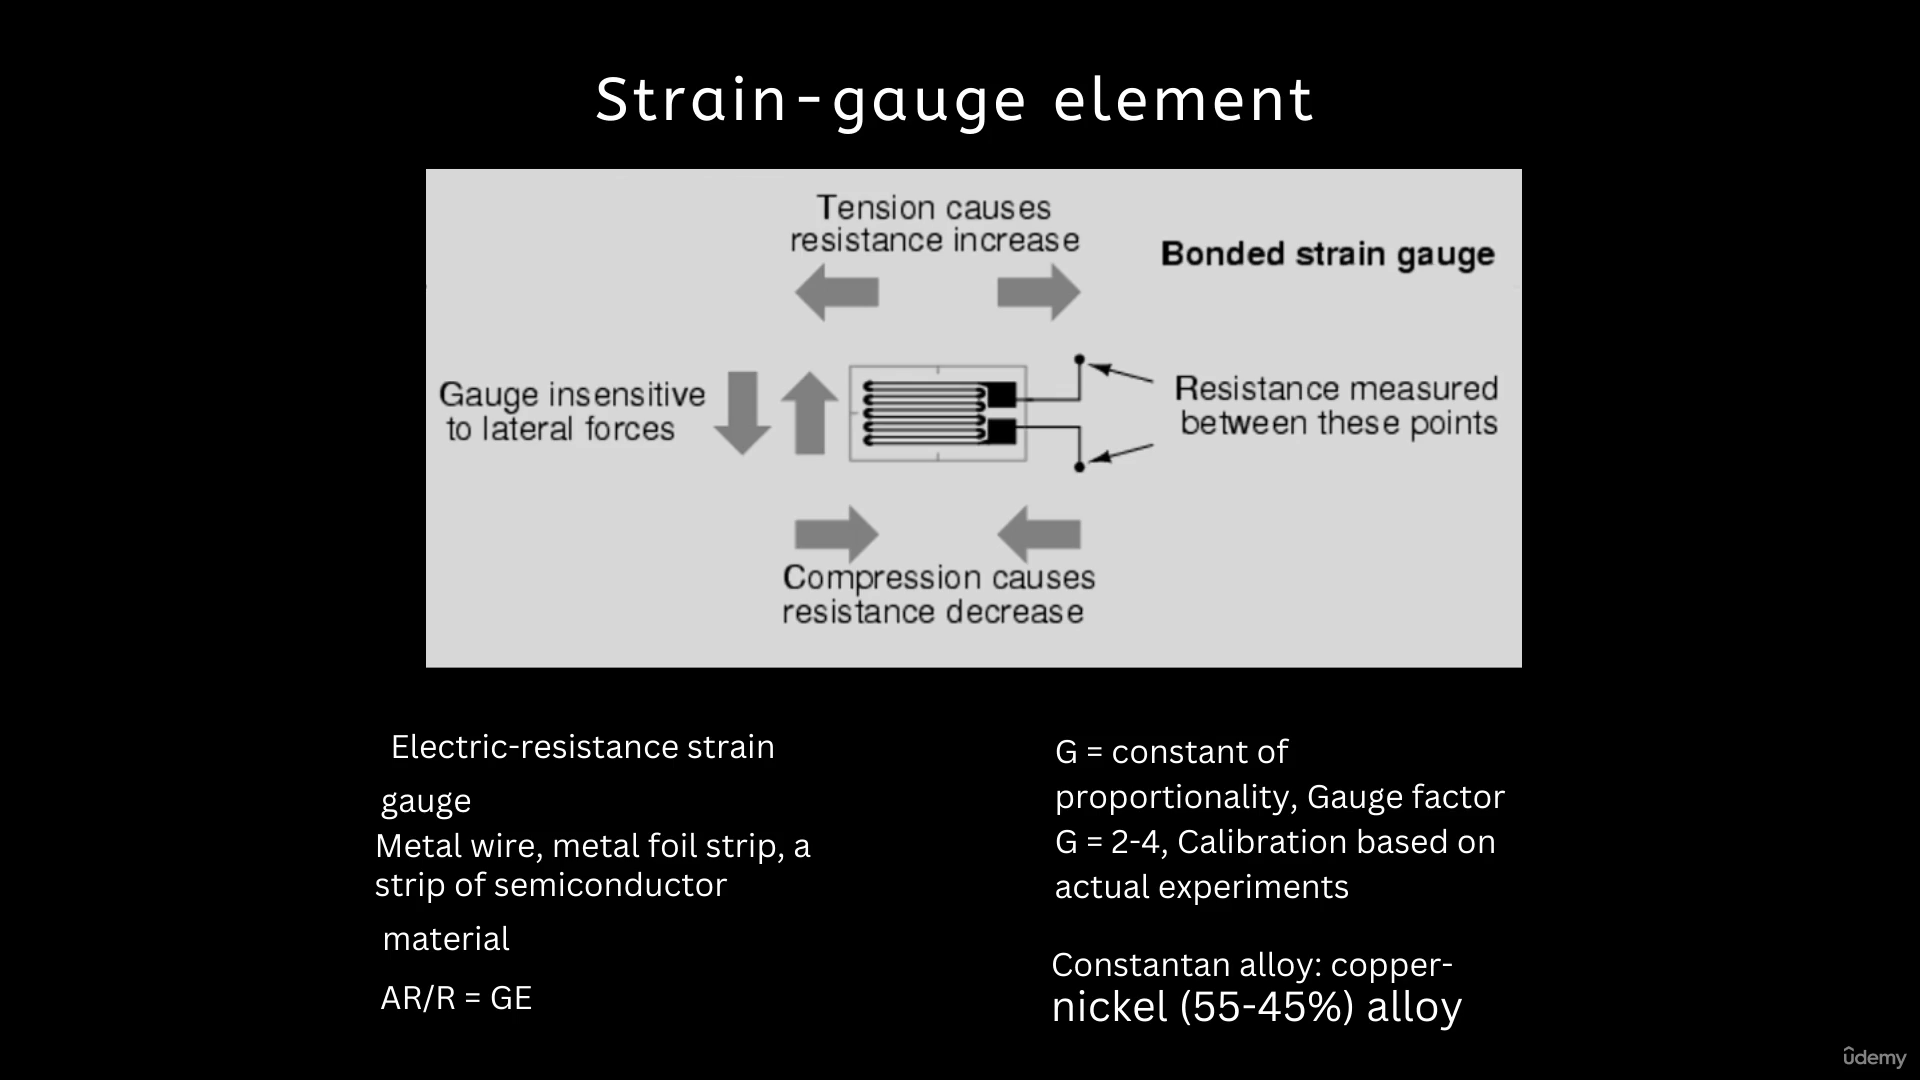 Strain-gauge element
Tension causes
resistance increase
Bonded strain gauge
Gauge insensitive
to lateral forces
Resistance measured
between these points
Compression causes
resistance decrease
Electric-resistance strain
gauge
Metal wire, metal foil strip, a
strip of semiconductor
material
AR/R = GE
G = constant of
proportionality, Gauge factor
G = 2-4, Calibration based on
actual experiments
Constantan alloy: copper-
nickel (55-45%) alloy
udemy